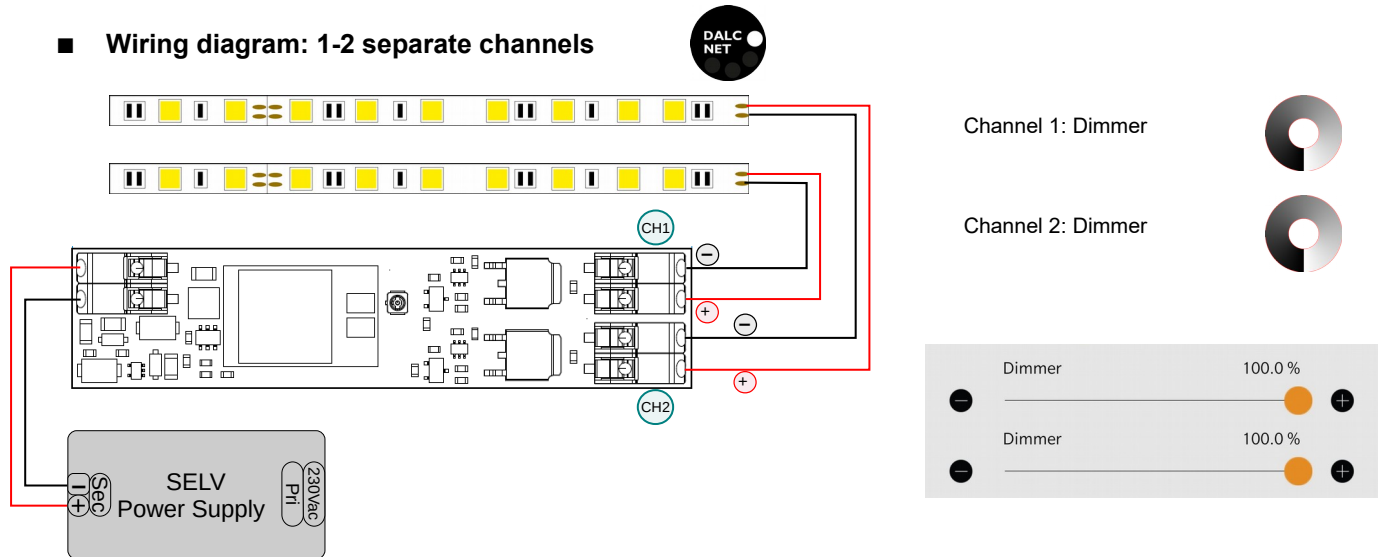 ■ Wiring diagram: 1-2 separate channels
DALC
NET
Channel 1: Dimmer
Channel 2: Dimmer
CH1
−
+
−
+
CH2
Dimmer 100.0 %
− +
Dimmer 100.0 %
− +
− +
Sec
SELV
Power Supply
230Vac
Pri